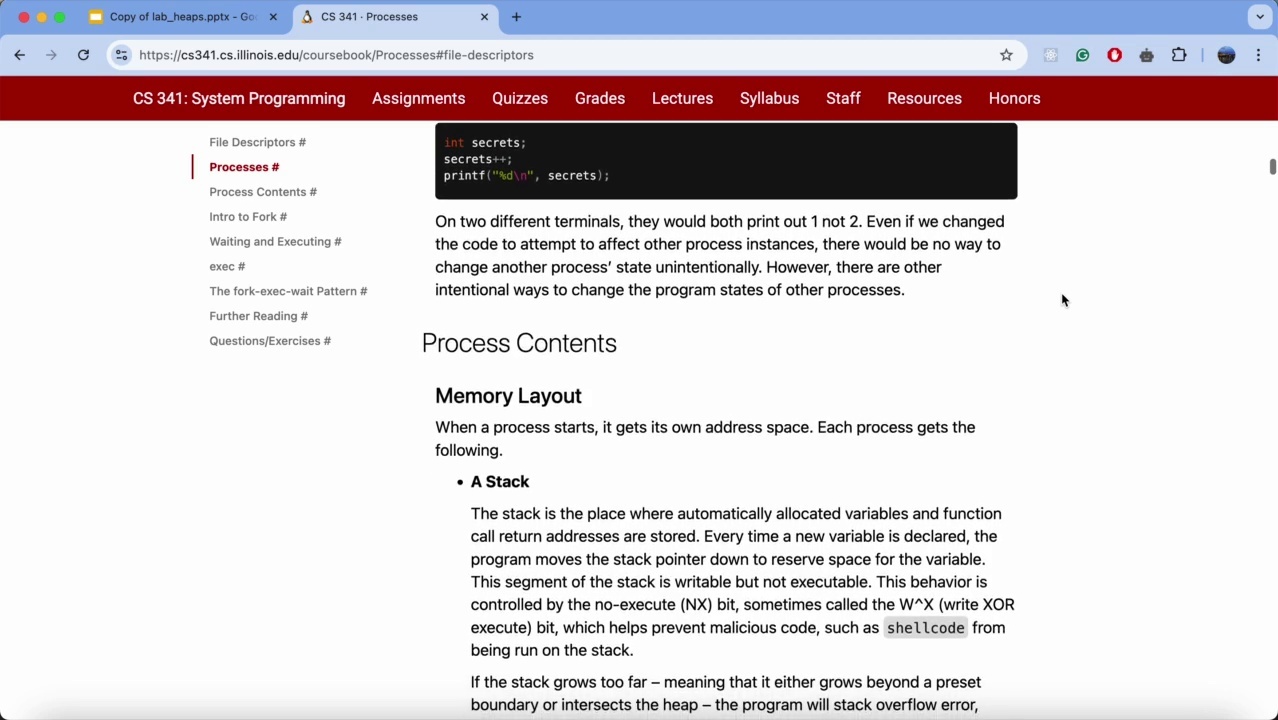 Copy of lab_heaps.pptx - Goo
CS 341 · Processes
https://cs341.cs.illinois.edu/coursebook/Processes#file-descriptors
CS 341: System Programming Assignments Quizzes Grades Lectures Syllabus Staff Resources Honors
File Descriptors #
Processes #
Process Contents #
Intro to Fork #
Waiting and Executing #
exec #
The fork-exec-wait Pattern #
Further Reading #
Questions/Exercises #
int secrets;
secrets++;
printf("%d\n", secrets);
On two different terminals, they would both print out 1 not 2. Even if we changed
the code to attempt to affect other process instances, there would be no way to
change another process’ state unintentionally. However, there are other
intentional ways to change the program states of other processes.
Process Contents
Memory Layout
When a process starts, it gets its own address space. Each process gets the
following.
• A Stack
The stack is the place where automatically allocated variables and function
call return addresses are stored. Every time a new variable is declared, the
program moves the stack pointer down to reserve space for the variable.
This segment of the stack is writable but not executable. This behavior is
controlled by the no-execute (NX) bit, sometimes called the W^X (write XOR
execute) bit, which helps prevent malicious code, such as shellcode from
being run on the stack.
If the stack grows too far – meaning that it either grows beyond a preset
boundary or intersects the heap – the program will stack overflow error,